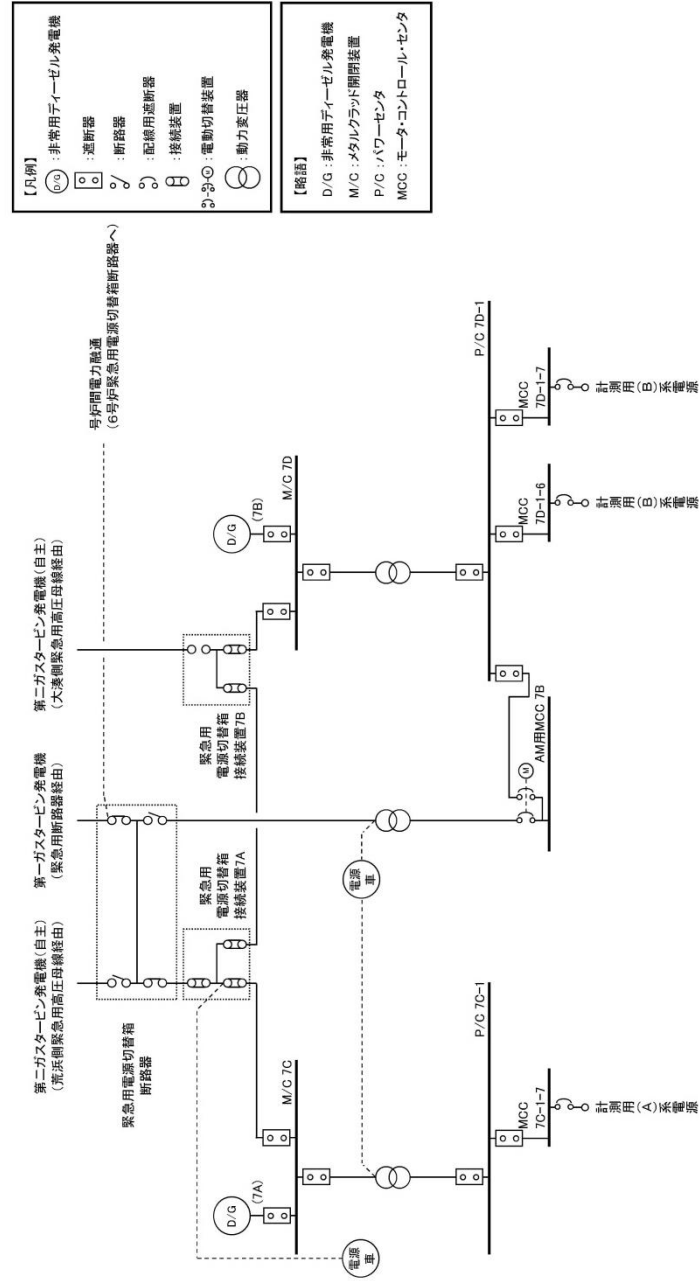 第二ガスタービン発電機(自主)
(荒浜側緊急用高圧母線経由)
第一ガスタービン発電機
(緊急用断路器経由)
第二ガスタービン発電機(自主)
(大湊側緊急用高圧母線経由)
号炉間電力融通
(6号炉緊急用電源切替箱断路器へ)
緊急用電源切替箱
断路器
緊急用
電源切替箱
接続装置7A
緊急用
電源切替箱
接続装置7B
電源
車
電源
車
D/G
(7A)
M/C 7C
D/G
(7B)
M/C 7D
P/C 7C-1
MCC
7C-1-7
計測用(A)系電源
M
AM用MCC 7B
P/C 7D-1
MCC
7D-1-6
計測用(B)系電源
MCC
7D-1-7
計測用(B)系電源
【凡例】
D/G
:非常用ディーゼル発電機
:遮断器
:断路器
:配線用遮断器
:接続装置
M
:電動切替装置
:動力変圧器
【略語】
D/G :非常用ディーゼル発電機
M/C :メタルクラッド開閉装置
P/C :パワーセンタ
MCC :モータ・コントロール・センタ